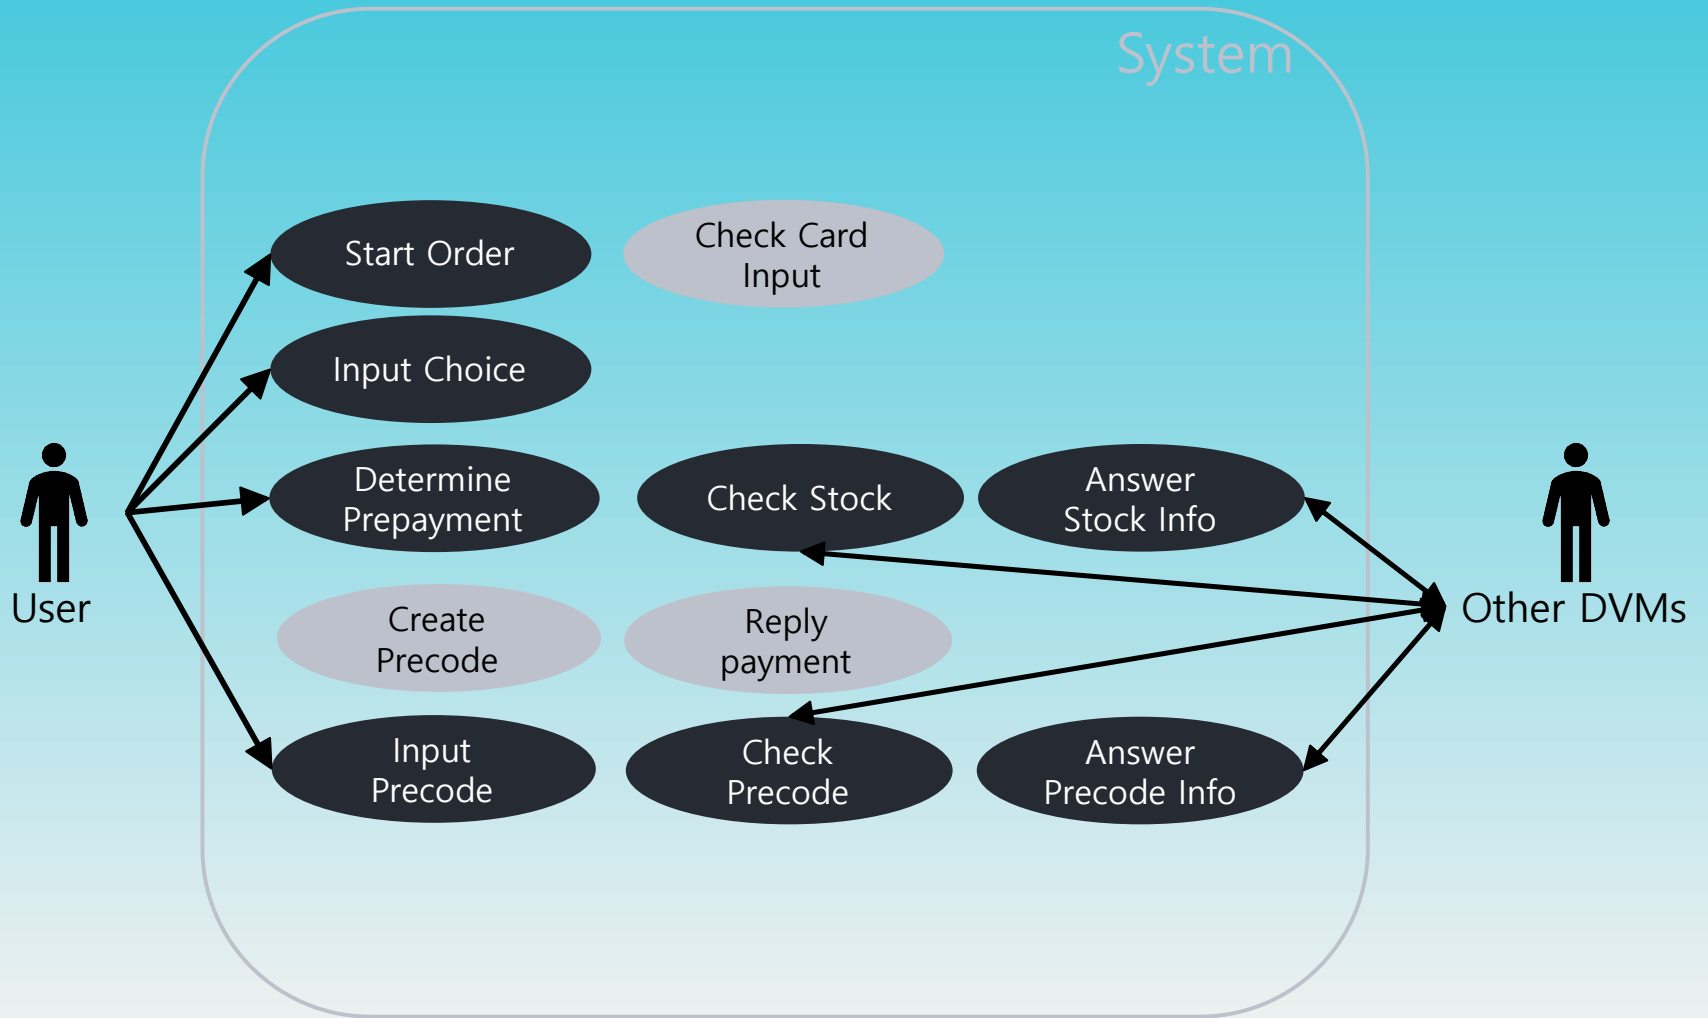 System
Start Order
Check Card
Input
Input Choice
Determine
Prepayment
Check Stock
Answer
Stock Info
User
Other DVMs
Create
Precode
Reply
payment
Input
Precode
Check
Precode
Answer
Precode Info